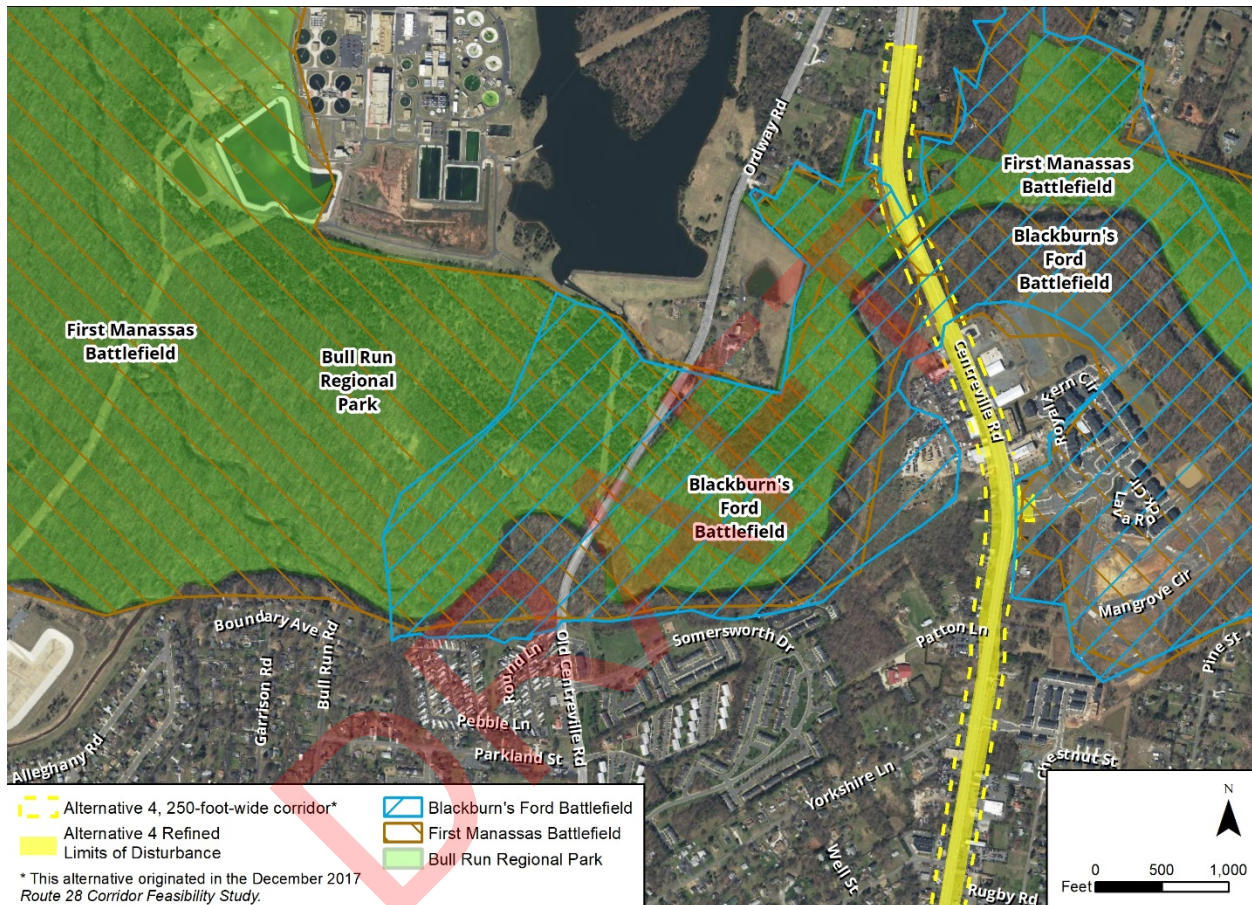 Ordway Rd
First Manassas
Battlefield
Blackburn's
Ford
Battlefield
First Manassas
Battlefield
Bull Run
Regional
Park
Centreville Rd
Royal Fern Cir
Lava Rock Cir
Blackburn's
Ford
Battlefield
Mangrove Cir
Boundary Ave
Bull Run Rd
Garrison Rd
Alleghany Rd
Round Ln
Pebble Ln
Parkland St
Old Centreville Rd
Somersworth Dr
Patton Ln
Pine St
Chestnut St
Yorkshire Ln
Well St
Rugby Rd
DRAFT
Alternative 4, 250-foot-wide corridor*
Alternative 4 Refined
Limits of Disturbance
* This alternative originated in the December 2017
Route 28 Corridor Feasibility Study.
Blackburn's Ford Battlefield
First Manassas Battlefield
Bull Run Regional Park
N
0 500 1,000
Feet